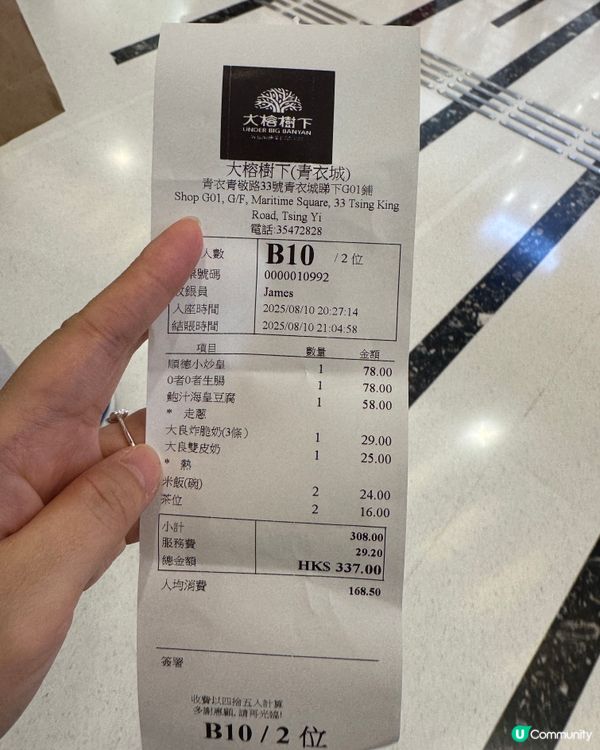 大榕樹下
UNDER BIG BANYAN
大榕樹下(青衣城)
青衣青敬路33號青衣城睇下G01鋪
Shop G01, G/F, Maritime Square, 33 Tsing King
Road, Tsing Yi
電話:35472828
人數 B10 / 2 位
號碼 0000010992
銀員 James
入座時間 2025/08/10 20:27:14
結賬時間 2025/08/10 21:04:58
項目 數量 金額
順德小炒皇 1 78.00
0者0者生腸 1 78.00
鮑汁海皇豆腐 1 58.00
* 走蔥
大良炸脆奶(3條) 1 29.00
大良雙皮奶 1 25.00
* 熱
米飯(碗) 2 24.00
茶位 2 16.00
小計 308.00
服務費 29.20
總金額 HK$ 337.00
人均消費 168.50
簽署
收費以四捨五入計算
多謝惠顧, 請再光臨!
B10 / 2 位
U Community